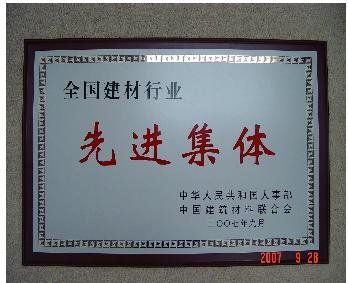 全国建材行业
先进集体
中华人民共和国人事部
中国建筑材料联合会
二〇〇七年九月
2007 9 28